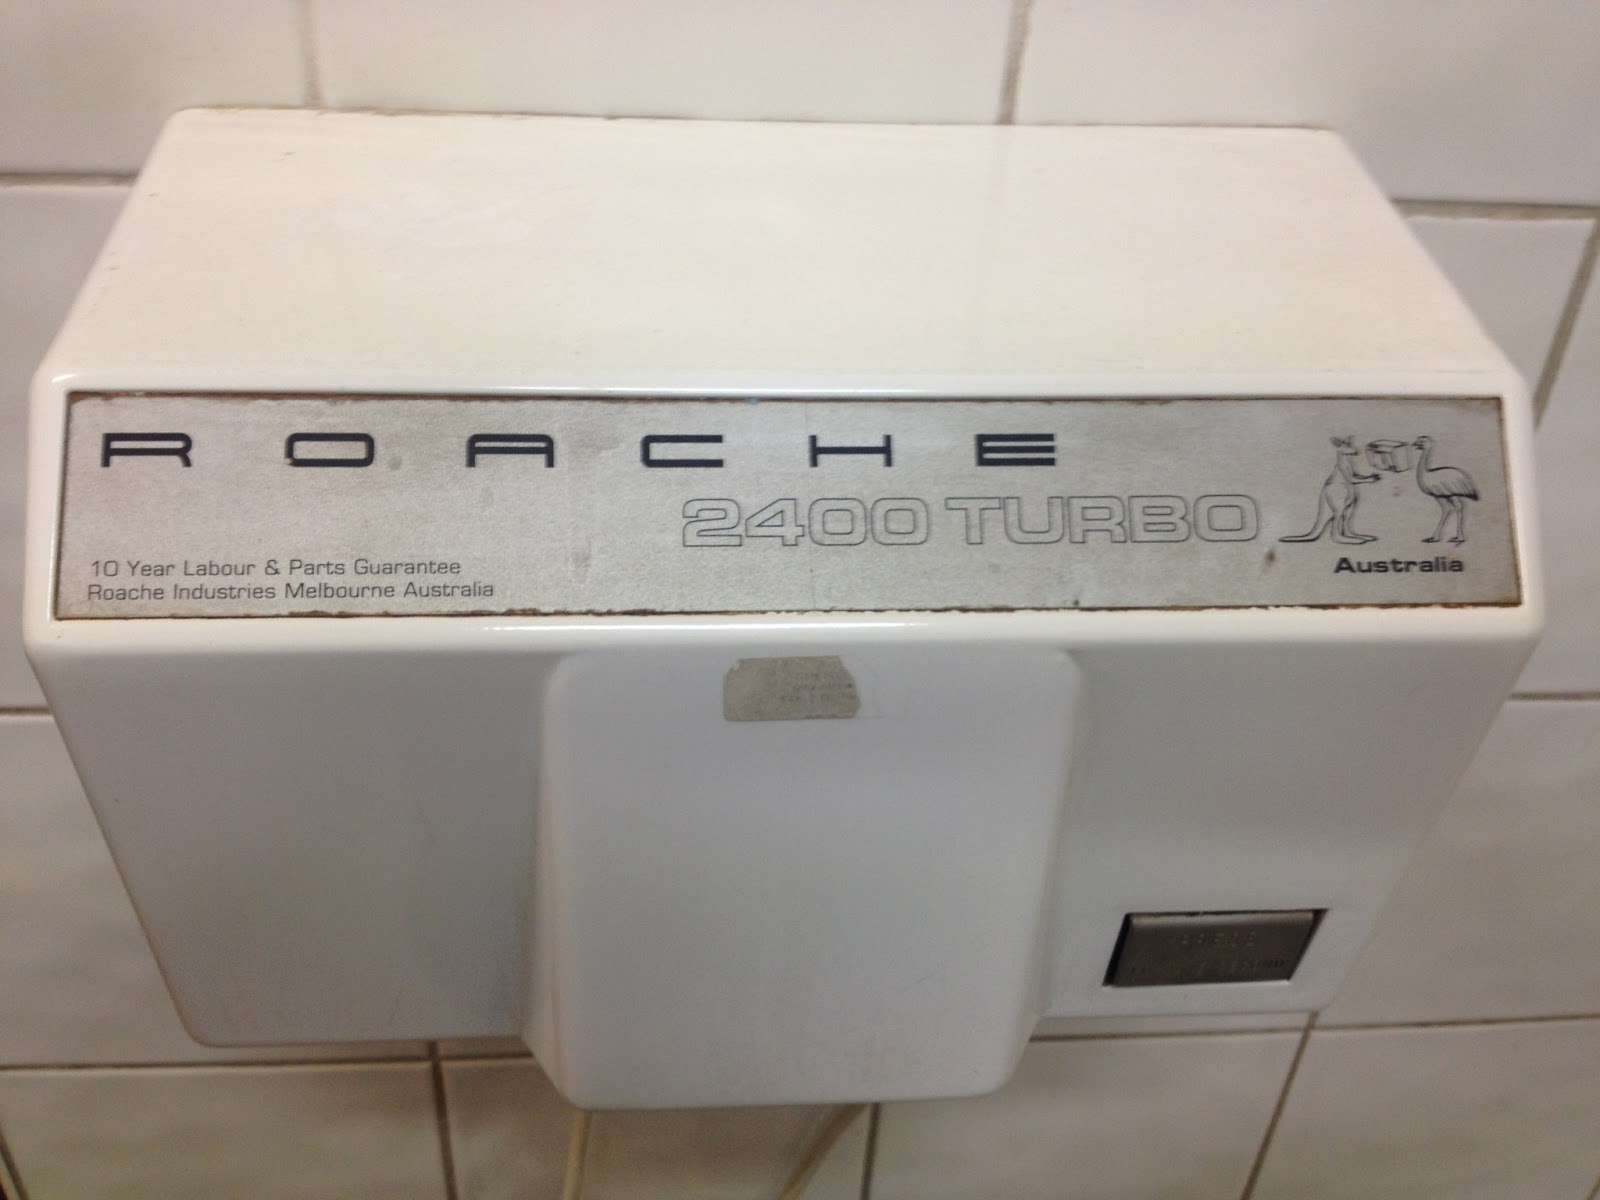 ROACHE
2400 TURBO
10 Year Labour & Parts Guarantee
Roache Industries Melbourne Australia
Australia